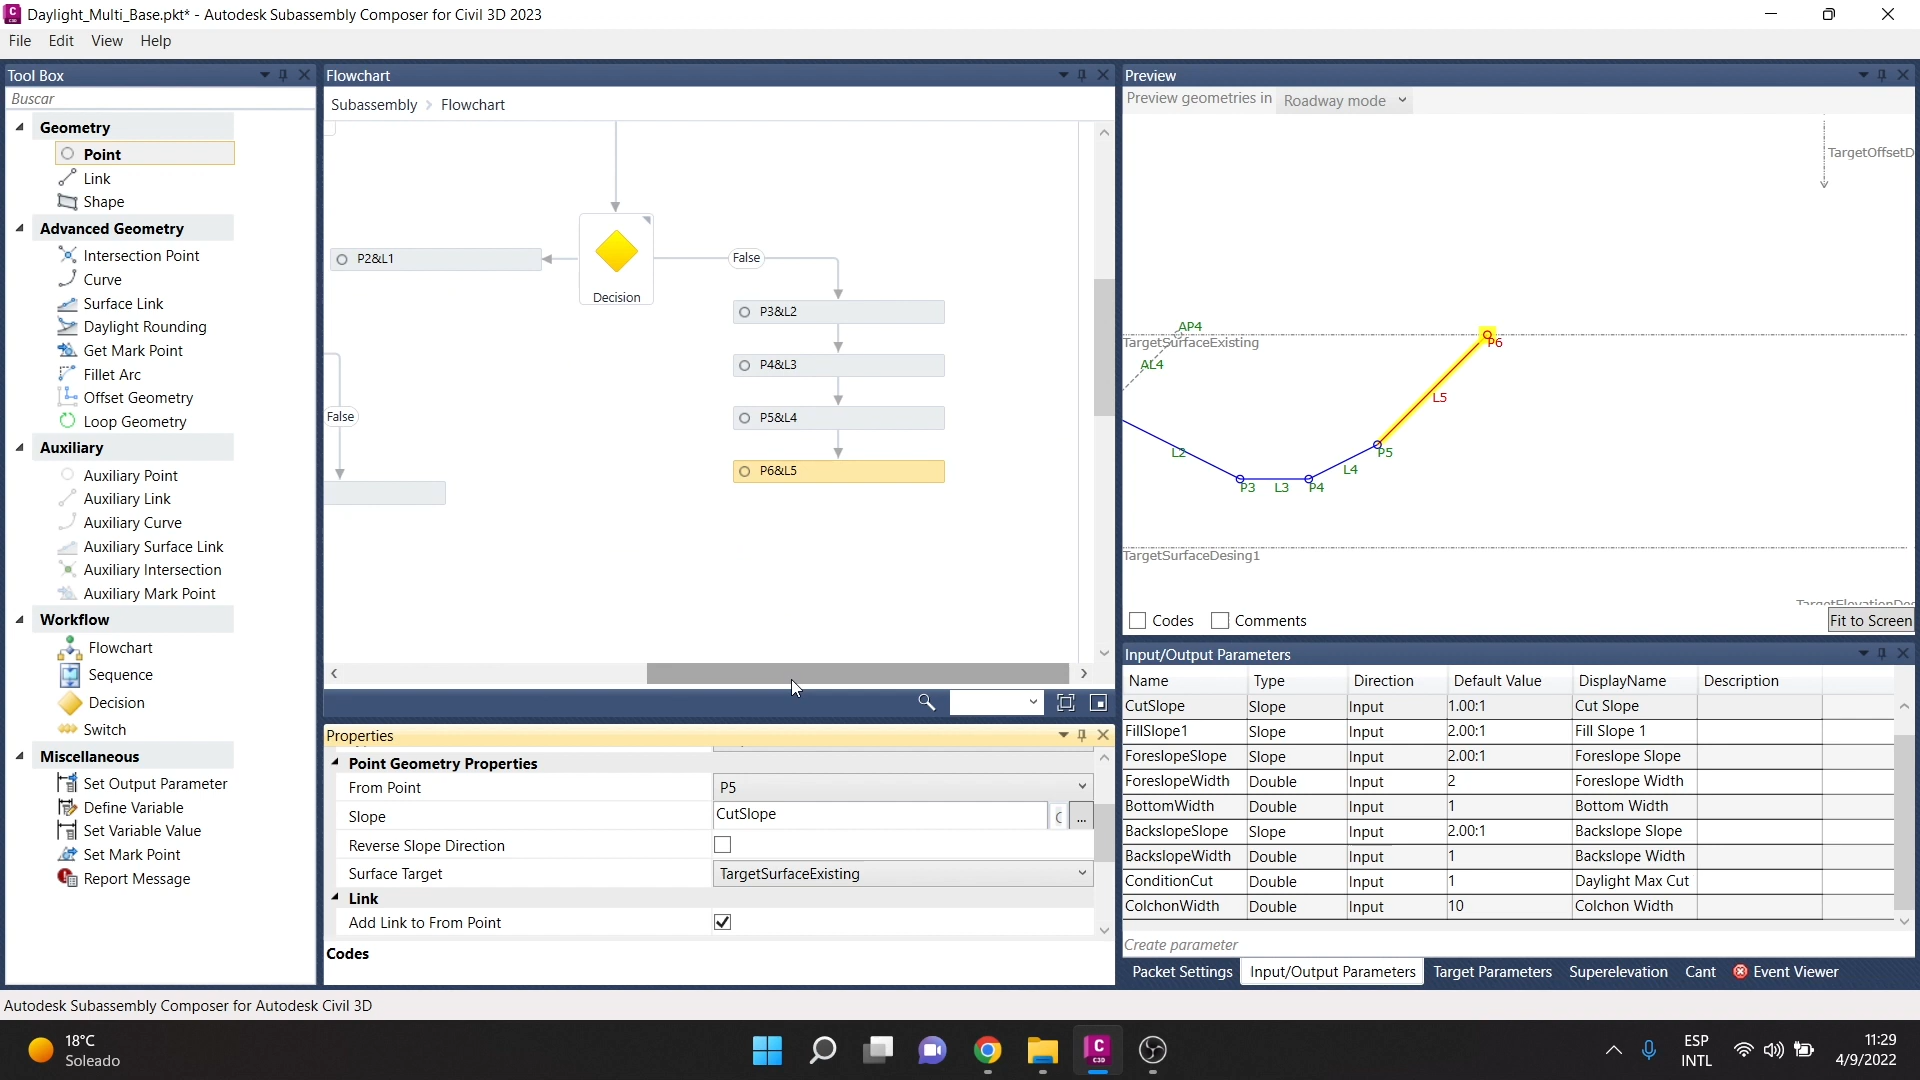 Daylight_Multi_Base.pkt* - Autodesk Subassembly Composer for Civil 3D 2023
File Edit View Help
Tool Box
Buscar
Geometry
Point
Link
Shape
Advanced Geometry
Intersection Point
Curve
Surface Link
Daylight Rounding
Get Mark Point
Fillet Arc
Offset Geometry
Loop Geometry
Auxiliary
Auxiliary Point
Auxiliary Link
Auxiliary Curve
Auxiliary Surface Link
Auxiliary Intersection
Auxiliary Mark Point
Workflow
Flowchart
Sequence
Decision
Switch
Miscellaneous
Set Output Parameter
Define Variable
Set Variable Value
Set Mark Point
Report Message
Flowchart
Subassembly > Flowchart
P2&L1
Decision
False
P3&L2
P4&L3
P5&L4
P6&L5
False
Properties
Point Geometry Properties
From Point P5
Slope CutSlope ...
Reverse Slope Direction
Surface Target TargetSurfaceExisting
Link
Add Link to From Point
Codes
Preview
Preview geometries in Roadway mode
TargetOffsetD
AP4
TargetSurfaceExisting
AL4
P6
L5
L2
P5
L4
P3 L3 P4
TargetSurfaceDesing1
TargetElevationDes
Codes Comments Fit to Screen
Input/Output Parameters
Name Type Direction Default Value DisplayName Description
CutSlope Slope Input 1.00:1 Cut Slope
FillSlope1 Slope Input 2.00:1 Fill Slope 1
ForeslopeSlope Slope Input 2.00:1 Foreslope Slope
ForeslopeWidth Double Input 2 Foreslope Width
BottomWidth Double Input 1 Bottom Width
BackslopeSlope Slope Input 2.00:1 Backslope Slope
BackslopeWidth Double Input 1 Backslope Width
ConditionCut Double Input 1 Daylight Max Cut
ColchonWidth Double Input 10 Colchon Width
Create parameter
Packet Settings Input/Output Parameters Target Parameters Superelevation Cant Event Viewer
Autodesk Subassembly Composer for Autodesk Civil 3D
18°C
Soleado
ESP
INTL
11:29
4/9/2022